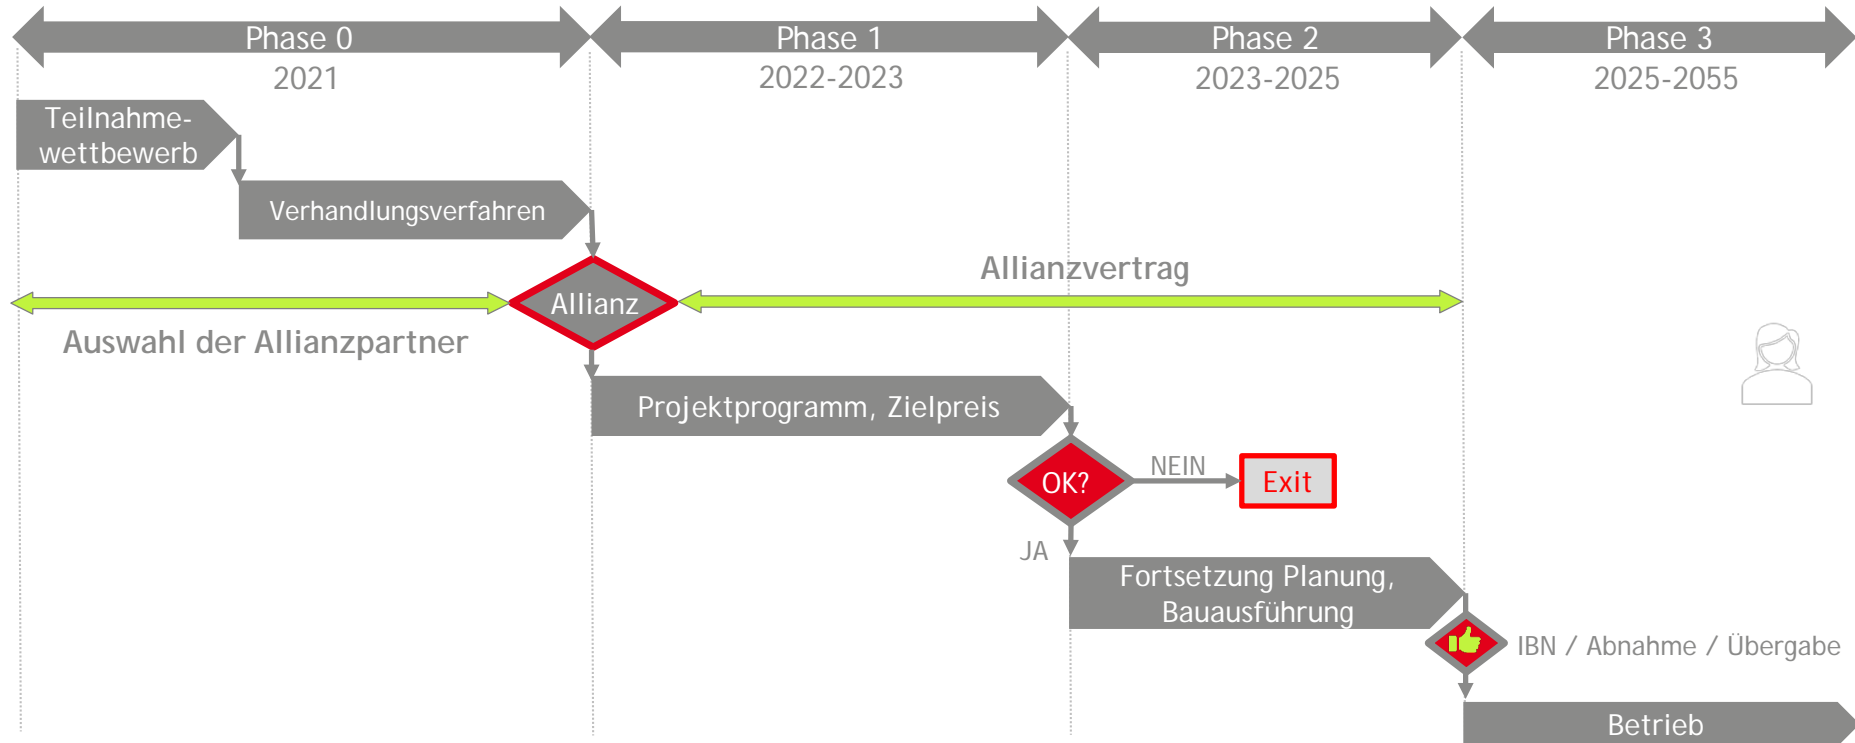 Phase 0
Phase 1
Phase 2
Phase 3
2021
2022-2023
2023-2025
2025-2055
Teilnahme-
wettbewerb
Verhandlungsverfahren
Allianzvertrag
Allianz
Auswahl der Allianzpartner
Projektprogramm, Zielpreis
OK?
NEIN
Exit
JA
Fortsetzung Planung,
Bauausführung
IBN / Abnahme / Übergabe
Betrieb